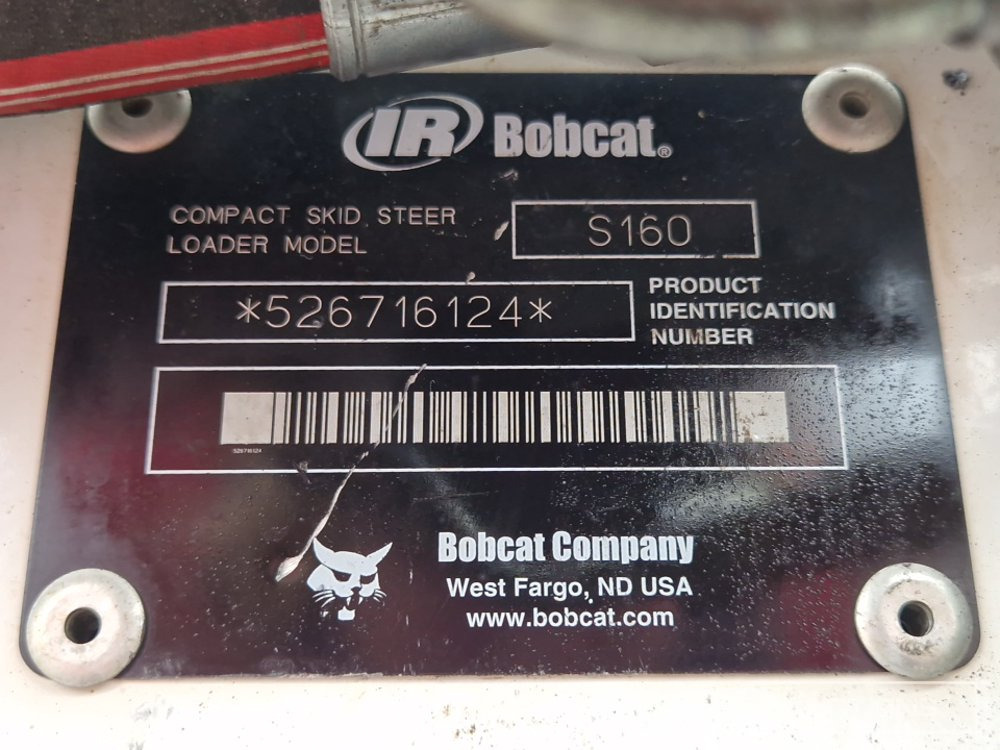 IR Bobcat®
COMPACT SKID STEER
LOADER MODEL
S160
*526716124*
PRODUCT
IDENTIFICATION
NUMBER
526716124
Bobcat Company
West Fargo, ND USA
www.bobcat.com